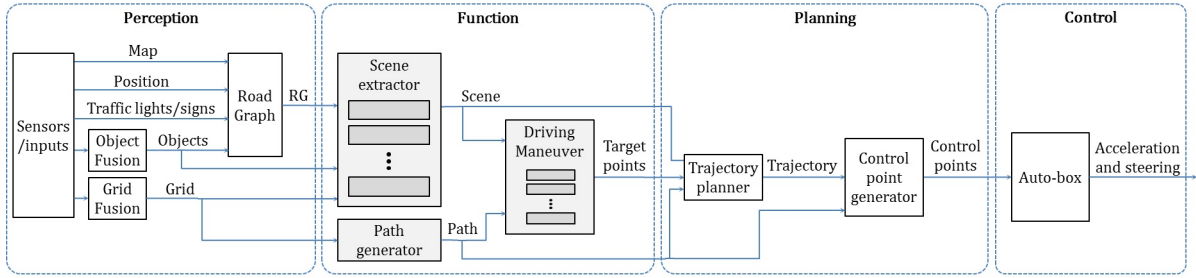 Perception
Function
Planning
Control
Map
Position
Traffic lights/signs
Sensors
/inputs
Object
Fusion
Objects
Grid
Fusion
Grid
Road
Graph
RG
Scene
extractor
Path
generator
Scene
Path
Driving
Maneuver
Target
points
Trajectory
planner
Trajectory
Control
point
generator
Control
points
Auto-box
Acceleration
and steering